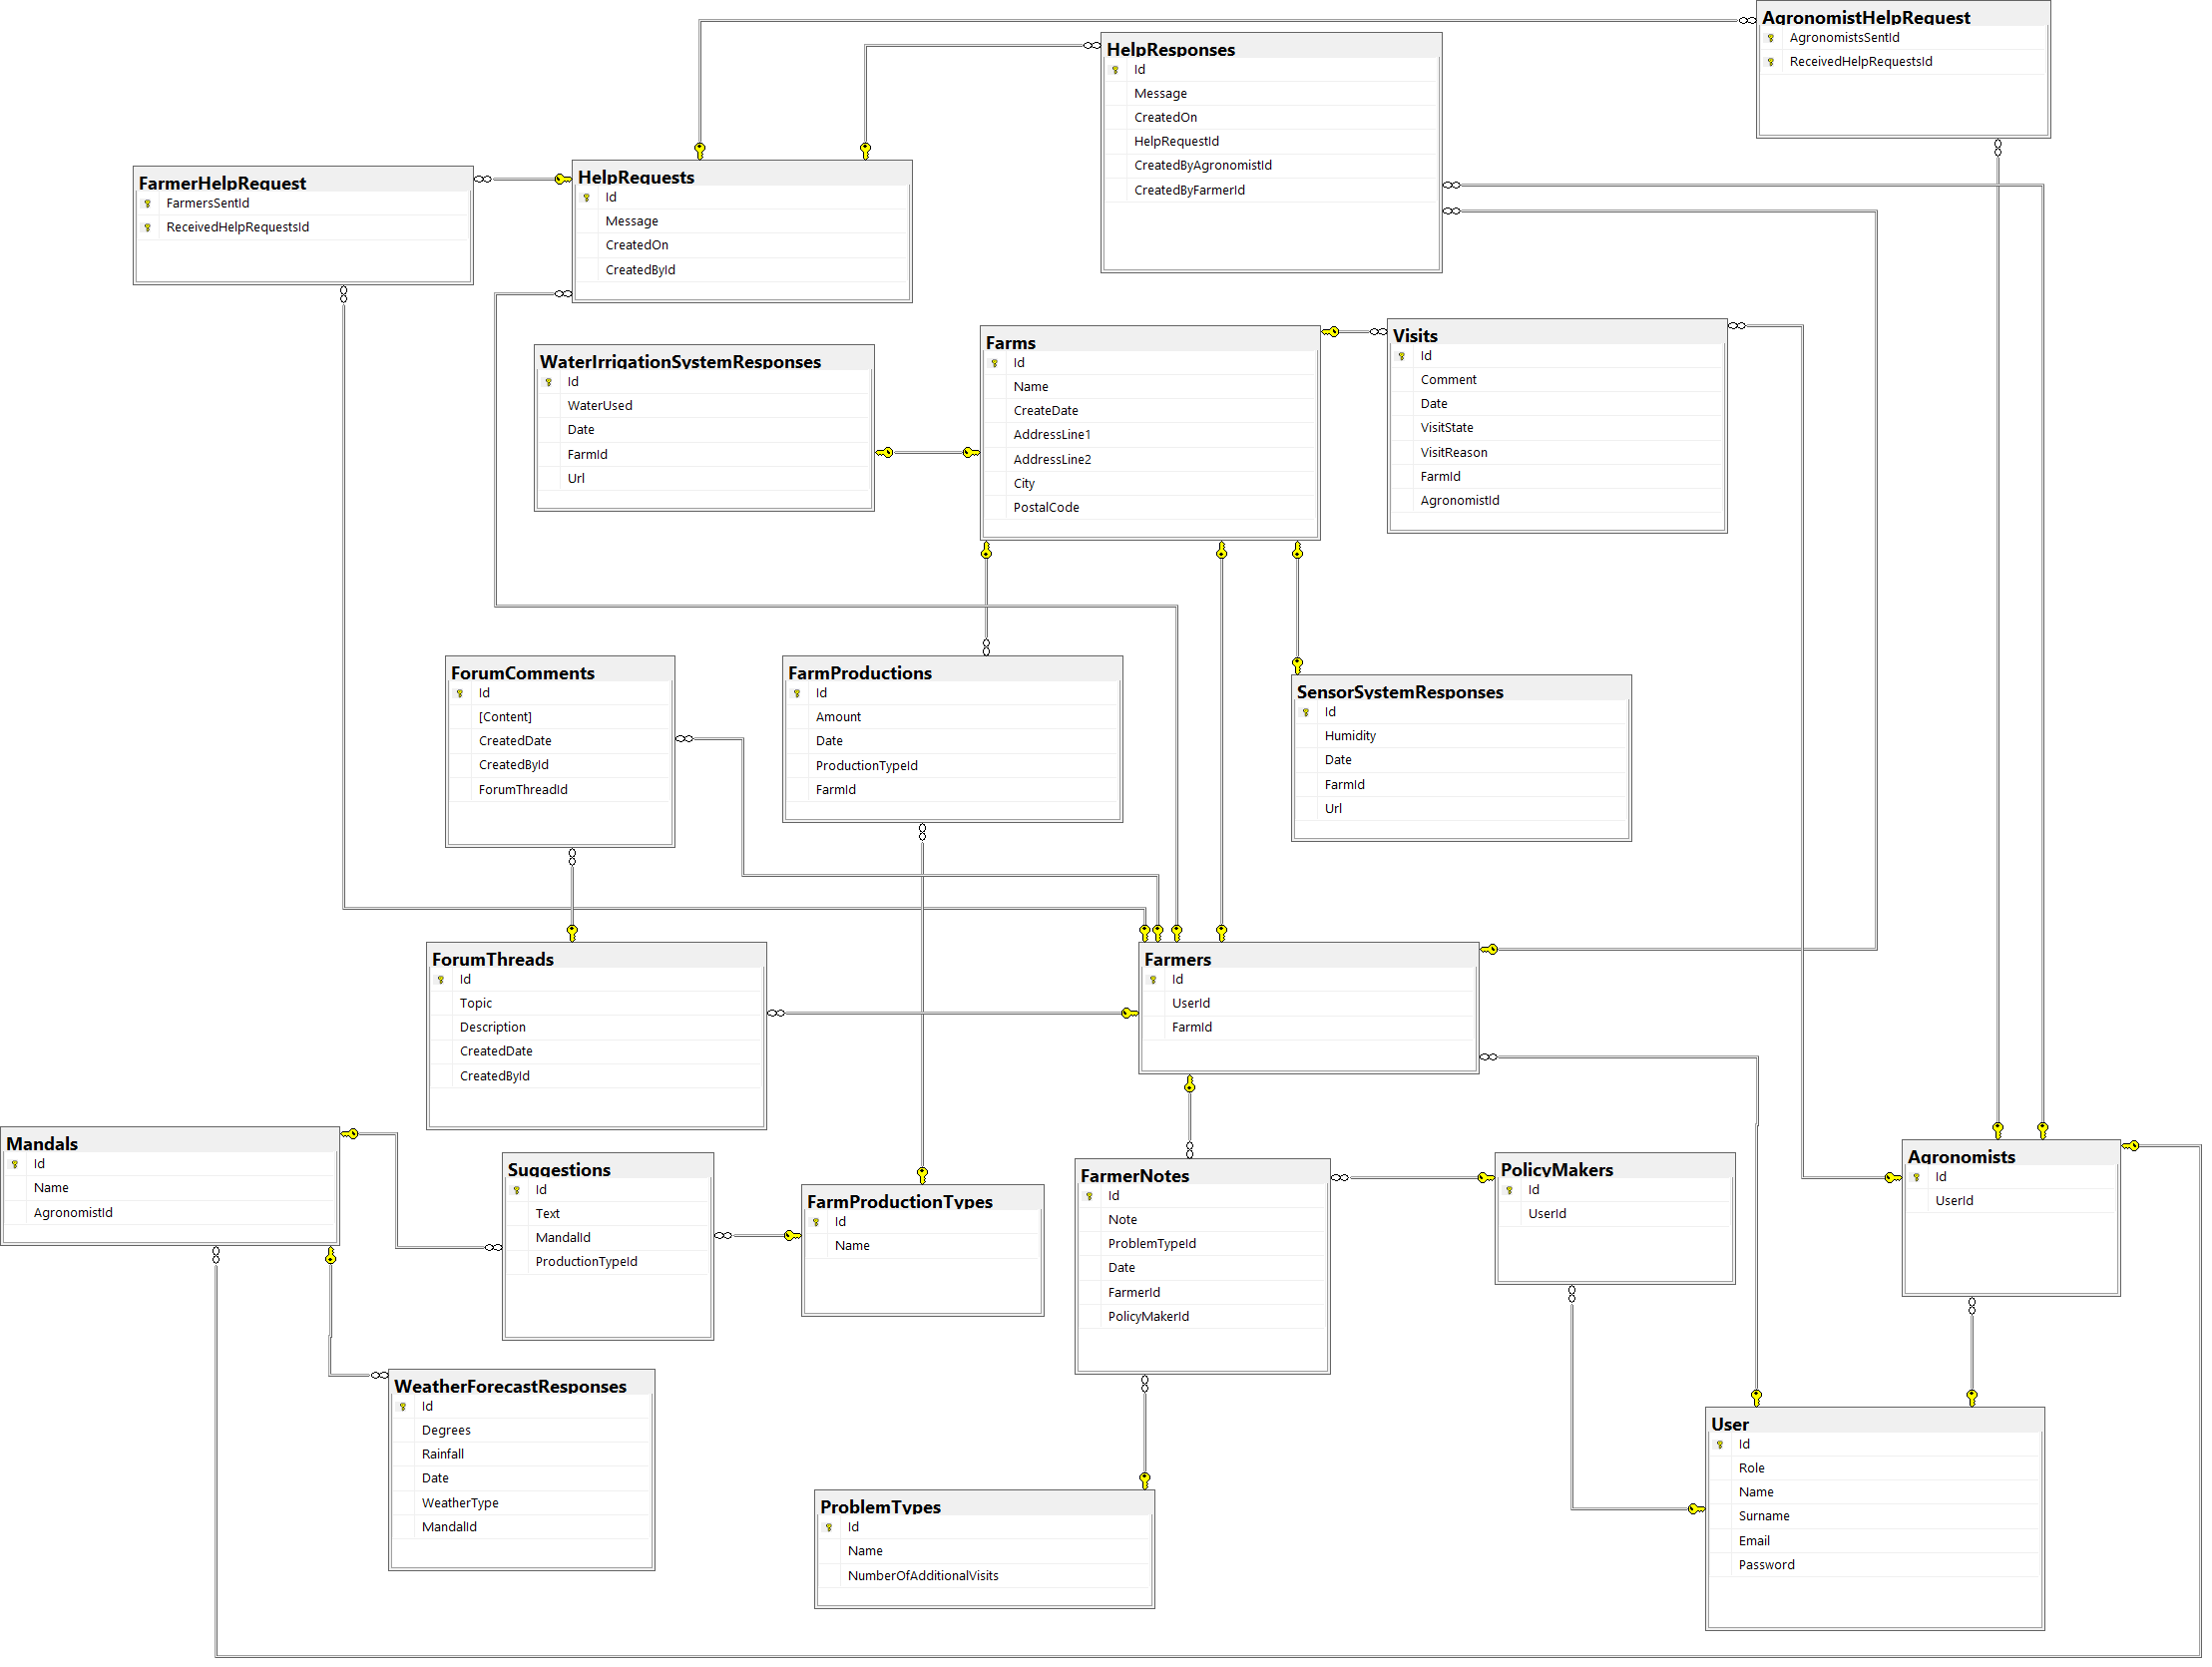 AgronomistHelpRequest
AgronomistsSentId
ReceivedHelpRequestsId
HelpResponses
Id
Message
CreatedOn
HelpRequestId
CreatedByAgronomistId
CreatedByFarmerId
FarmerHelpRequest
FarmersSentId
ReceivedHelpRequestsId
HelpRequests
Id
Message
CreatedOn
CreatedById
WaterIrrigationSystemResponses
Id
WaterUsed
Date
FarmId
Url
Farms
Id
Name
CreateDate
AddressLine1
AddressLine2
City
PostalCode
Visits
Id
Comment
Date
VisitState
VisitReason
FarmId
AgronomistId
ForumComments
Id
[Content]
CreatedDate
CreatedById
ForumThreadId
FarmProductions
Id
Amount
Date
ProductionTypeId
FarmId
SensorSystemResponses
Id
Humidity
Date
FarmId
Url
ForumThreads
Id
Topic
Description
CreatedDate
CreatedById
Farmers
Id
UserId
FarmId
Mandals
Id
Name
AgronomistId
Suggestions
Id
Text
MandalId
ProductionTypeId
FarmProductionTypes
Id
Name
FarmerNotes
Id
Note
ProblemTypeId
Date
FarmerId
PolicyMakerId
PolicyMakers
Id
UserId
Agronomists
Id
UserId
WeatherForecastResponses
Id
Degrees
Rainfall
Date
WeatherType
MandalId
ProblemTypes
Id
Name
NumberOfAdditionalVisits
User
Id
Role
Name
Surname
Email
Password